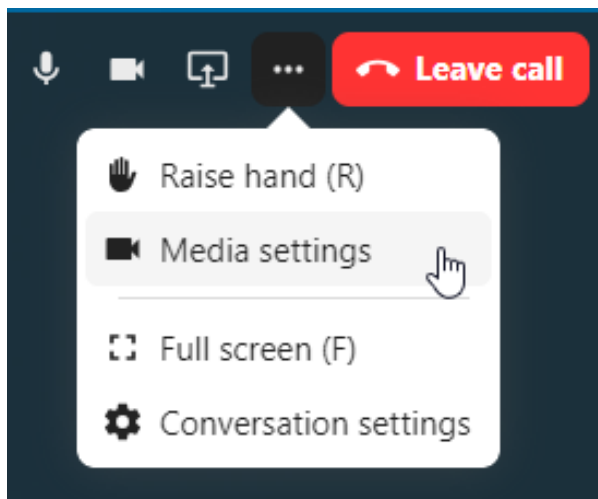 Leave call
Raise hand (R)
Media settings
Full screen (F)
Conversation settings